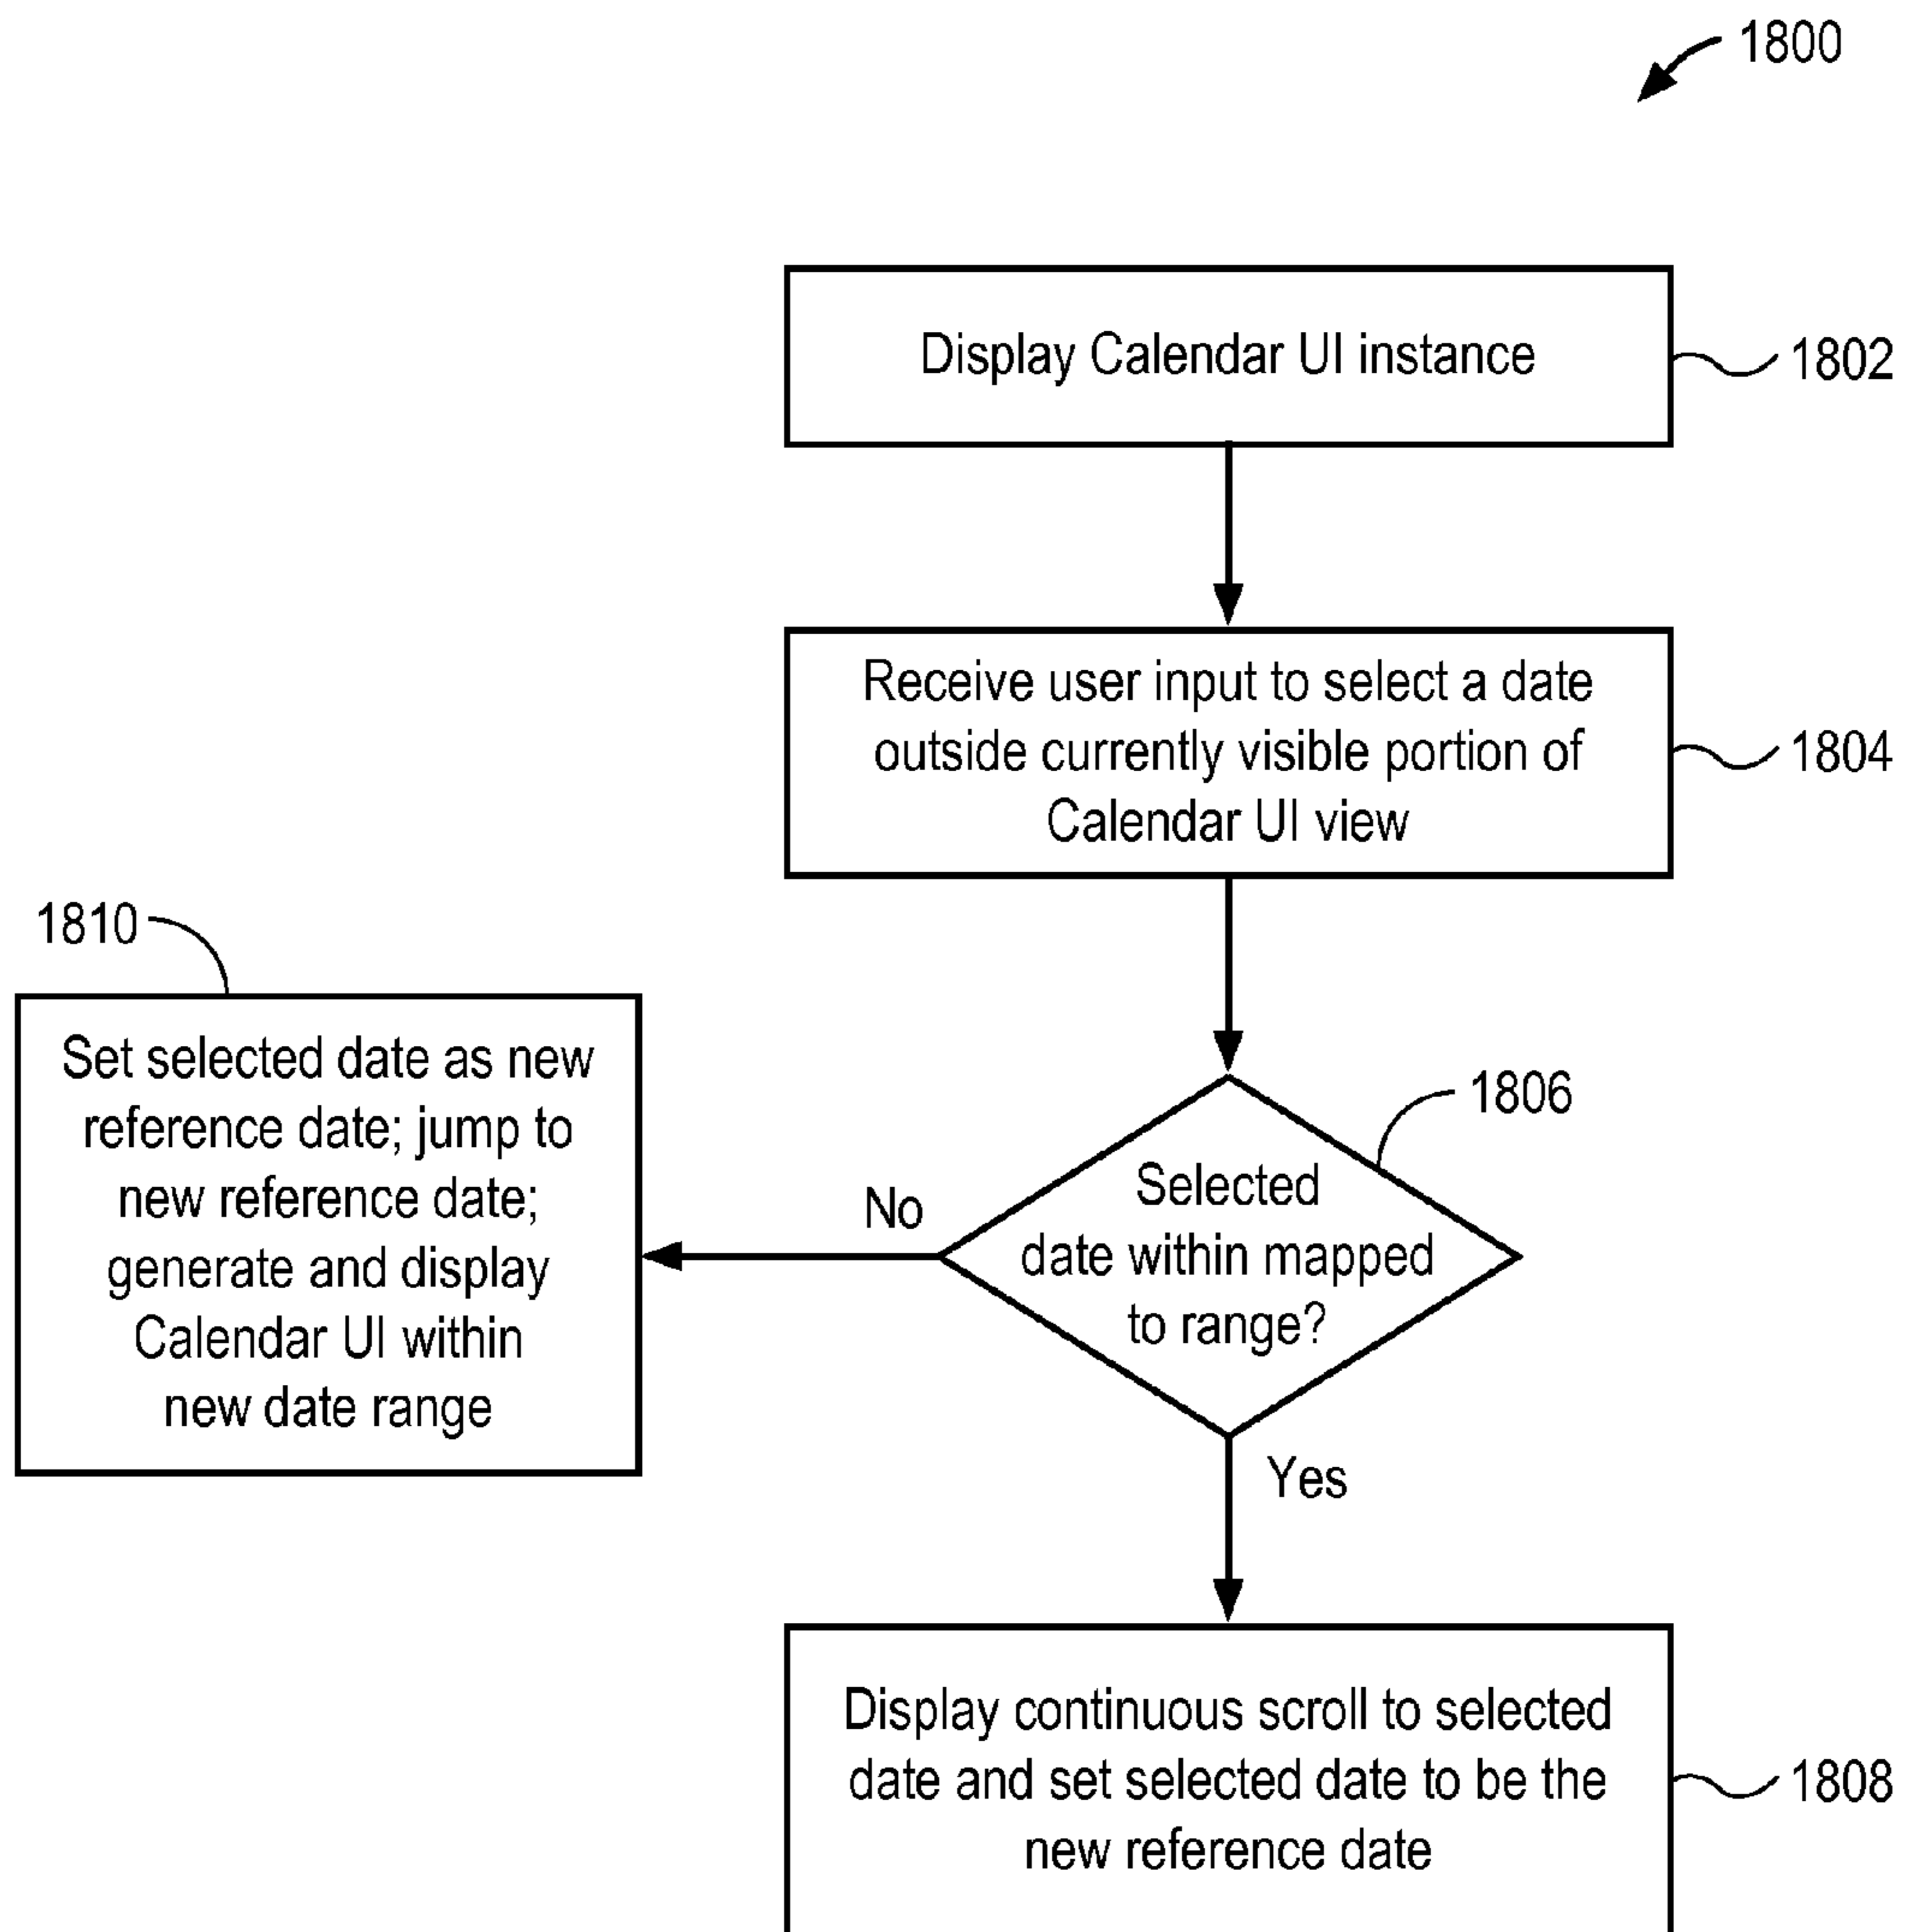 1800
Display Calendar UI instance
1802
Receive user input to select a date
outside currently visible portion of
Calendar UI view
1804
1810
Set selected date as new
reference date; jump to
new reference date;
generate and display
Calendar UI within
new date range
1806
Selected
date within mapped
to range?
No
Yes
Display continuous scroll to selected
date and set selected date to be the
new reference date
1808